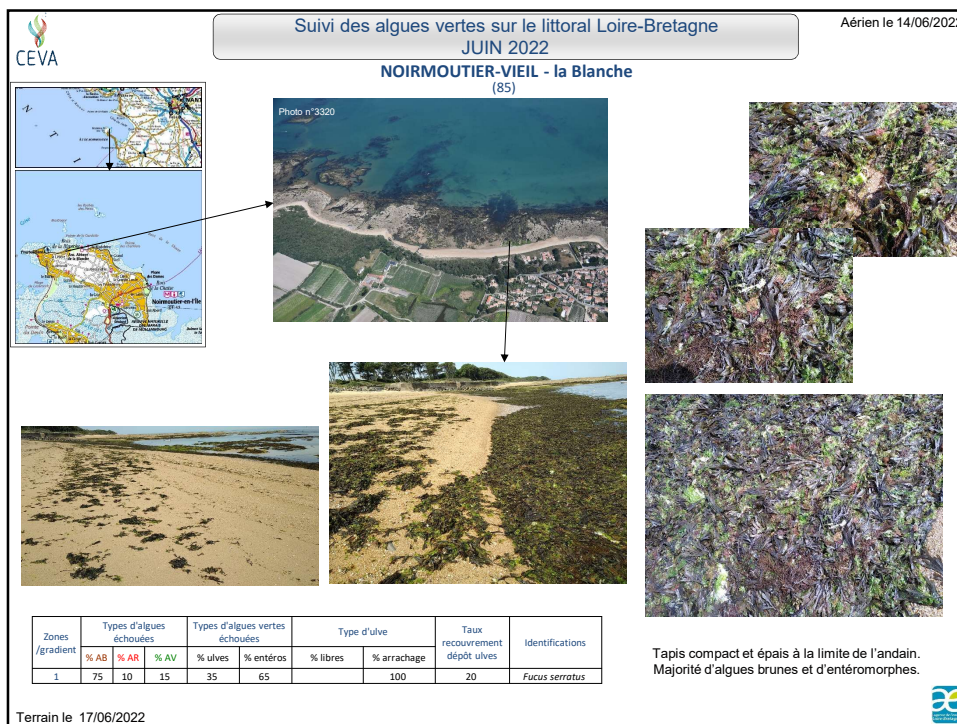 CEVA
Suivi des algues vertes sur le littoral Loire-Bretagne
JUIN 2022
Aérien le 14/06/2022
NOIRMOUTIER-VIEIL - la Blanche
(85)
Photo n°3320
Noirmoutier-en-l'Île
Zones /gradient
Types d'algues échouées
Types d'algues vertes échouées
Type d'ulve
Taux recouvrement dépôt ulves
Identifications
% AB % AR % AV % ulves % entéros % libres % arrachage
1 75 10 15 35 65 100 20 Fucus serratus
Tapis compact et épais à la limite de l'andain.
Majorité d'algues brunes et d'entéromorphes.
Terrain le 17/06/2022